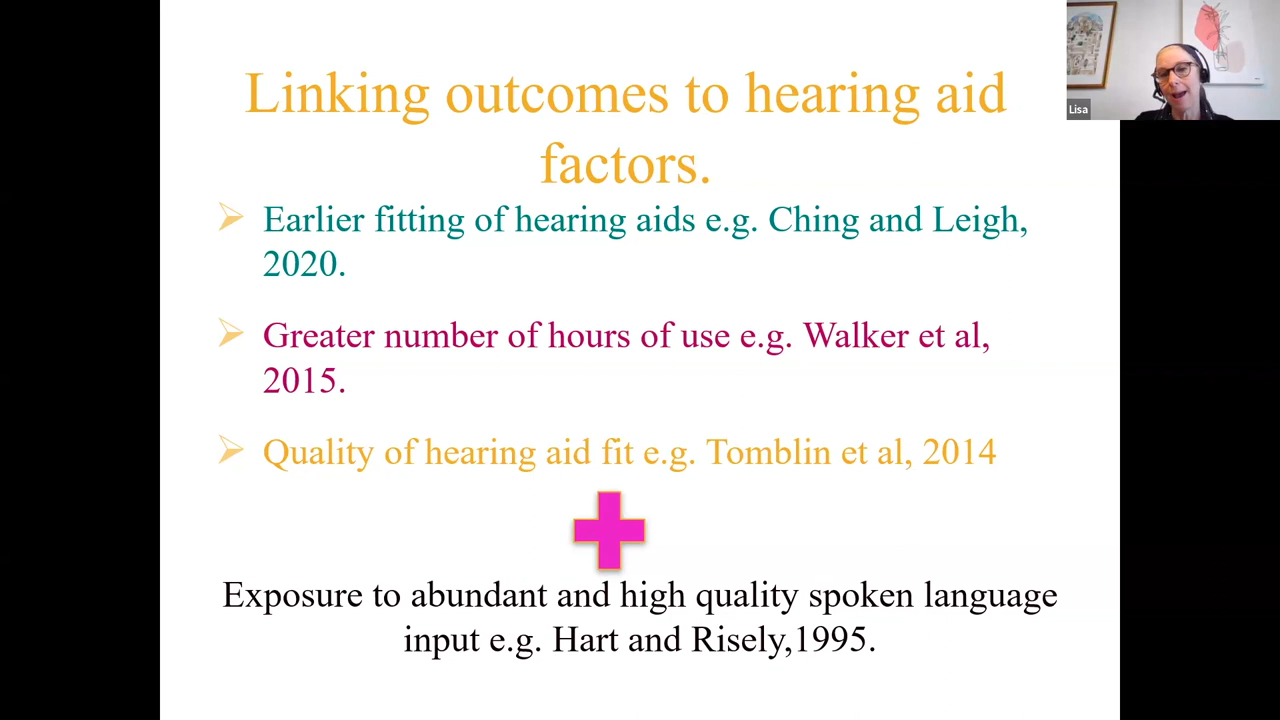 Linking outcomes to hearing aid
factors.
Earlier fitting of hearing aids e.g. Ching and Leigh,
2020.
Greater number of hours of use e.g. Walker et al,
2015.
Quality of hearing aid fit e.g. Tomblin et al, 2014
Exposure to abundant and high quality spoken language
input e.g. Hart and Risely,1995.
Lisa